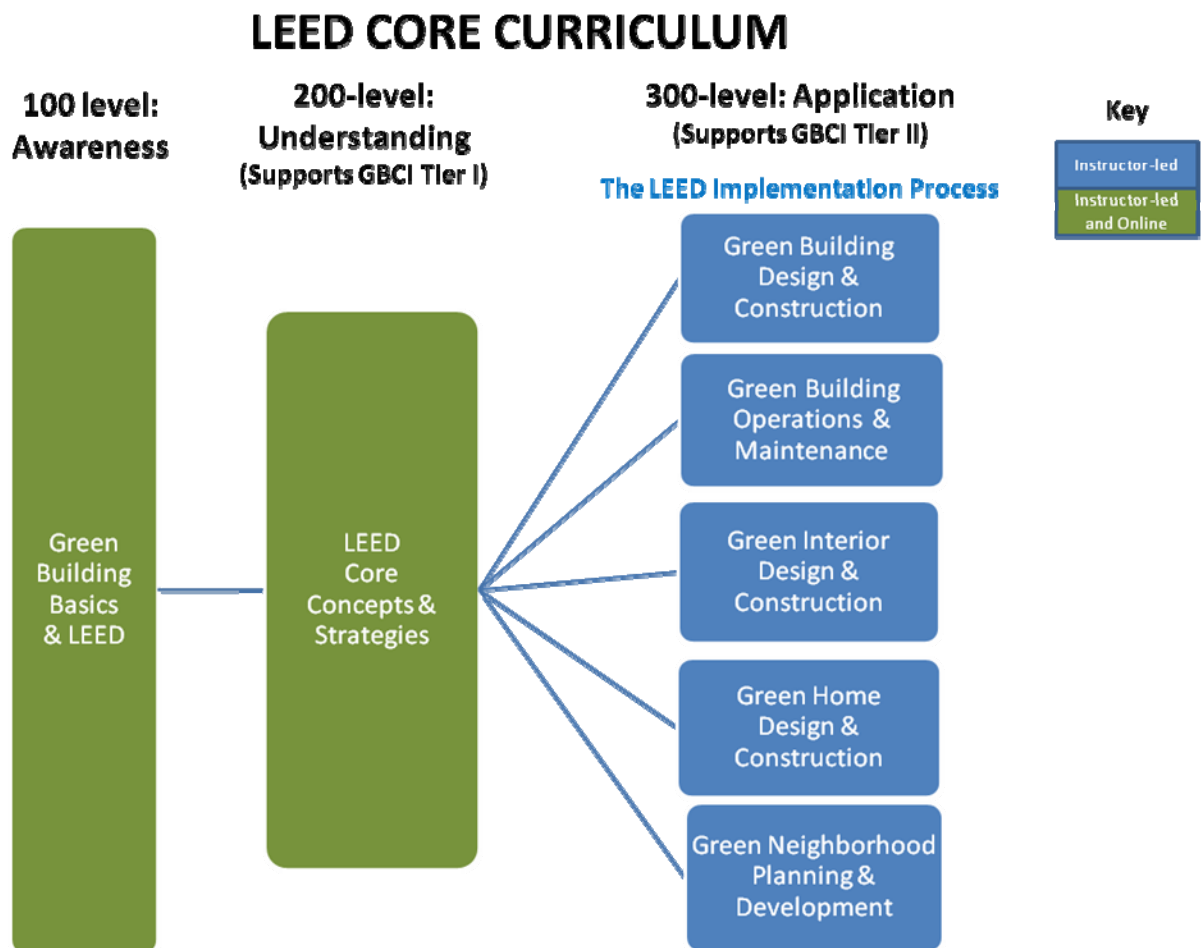 LEED CORE CURRICULUM
100 level:
Awareness
200-level:
Understanding
(Supports GBCI Tier I)
300-level: Application
(Supports GBCI Tier II)
The LEED Implementation Process
Key
Instructor-led
Instructor-led
and Online
Green
Building
Basics
& LEED
LEED
Core
Concepts &
Strategies
Green Building
Design &
Construction
Green Building
Operations &
Maintenance
Green Interior
Design &
Construction
Green Home
Design &
Construction
Green Neighborhood
Planning &
Development